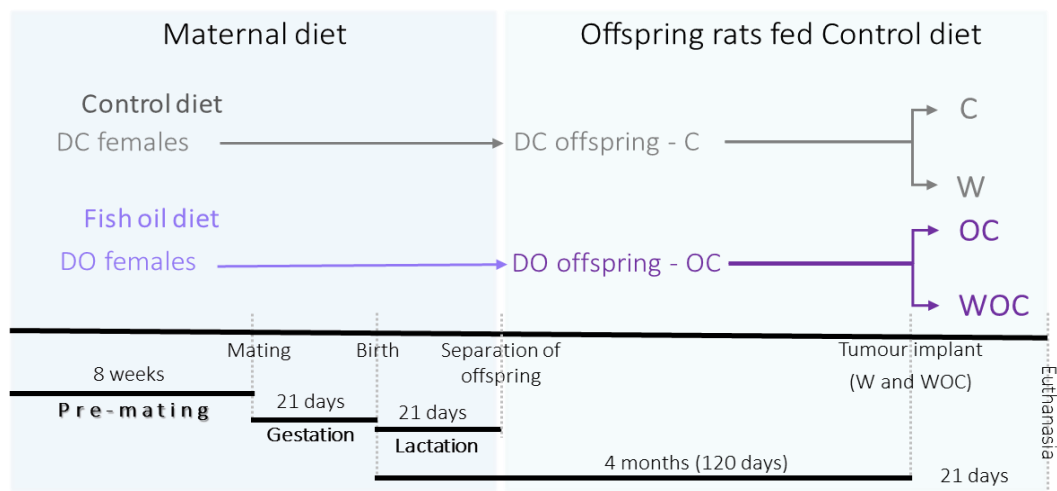 Maternal diet
Offspring rats fed Control diet
Control diet
DC females
DC offspring - C
C
W
Fish oil diet
DO females
DO offspring - OC
OC
WOC
Mating
Birth
Separation of
offspring
Tumour implant
(W and WOC)
Euthanasia
8 weeks
Pre-mating
21 days
Gestation
21 days
Lactation
4 months (120 days)
21 days